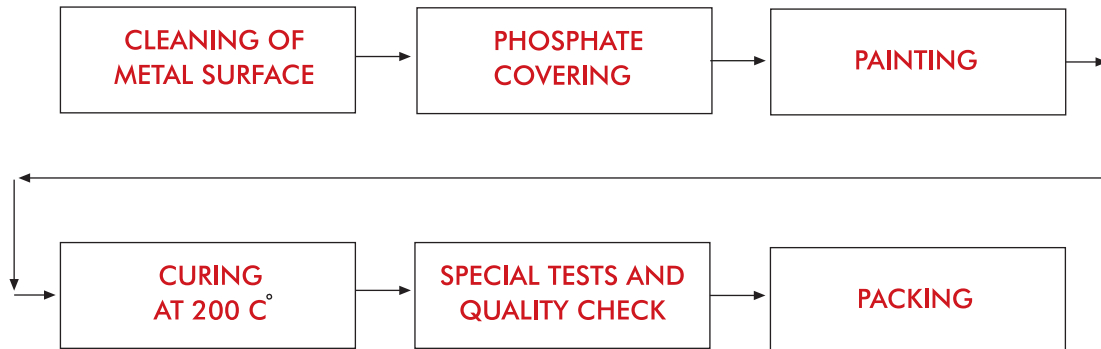 CLEANING OF
METAL SURFACE
PHOSPHATE
COVERING
PAINTING
CURING
AT 200 C°
SPECIAL TESTS AND
QUALITY CHECK
PACKING